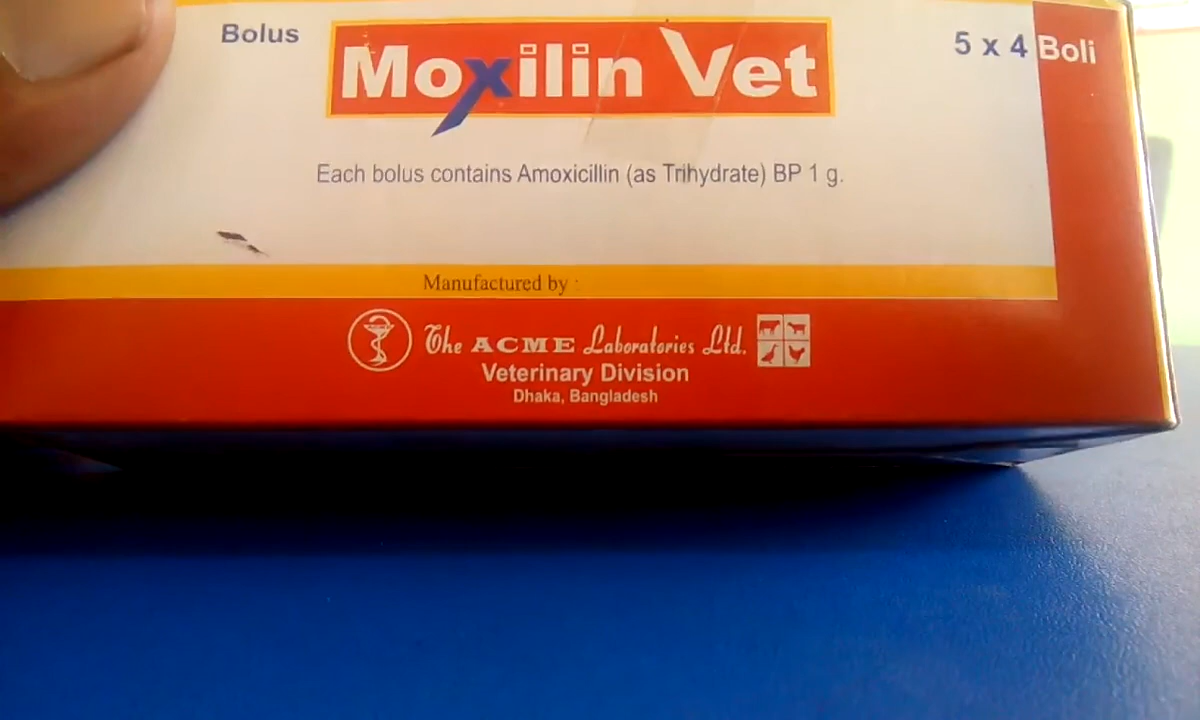 Bolus
Moxilin Vet
5 x 4 Boli
Each bolus contains Amoxicillin (as Trihydrate) BP 1 g.
Manufactured by :
The ACME Laboratories Ltd.
Veterinary Division
Dhaka, Bangladesh